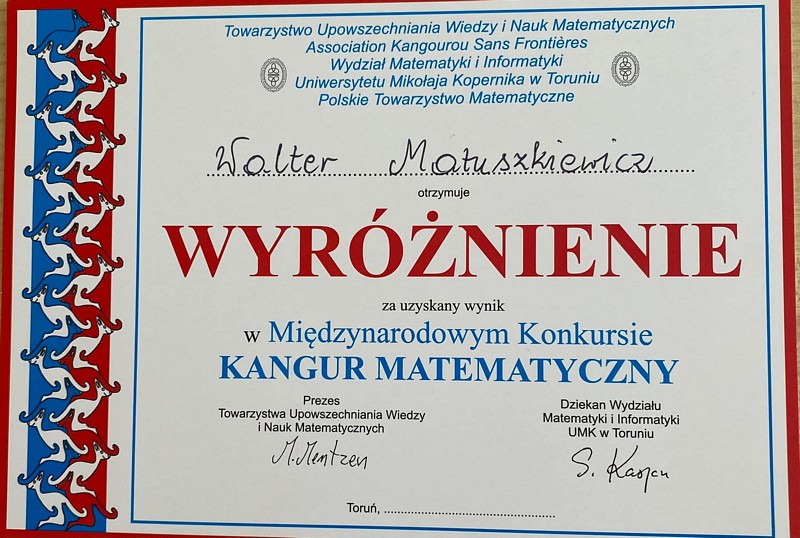 Towarzystwo Upowszechniania Wiedzy i Nauk Matematycznych
Association Kangourou Sans Frontières
Wydział Matematyki i Informatyki
Uniwersytetu Mikołaja Kopernika w Toruniu
Polskie Towarzystwo Matematyczne
Walter Matuszkiewicz
otrzymuje
WYRÓŻNIENIE
za uzyskany wynik
w Międzynarodowym Konkursie
KANGUR MATEMATYCZNY
Prezes
Towarzystwa Upowszechniania Wiedzy
i Nauk Matematycznych
M. Mentzen
Dziekan Wydziału
Matematyki i Informatyki
UMK w Toruniu
S. Kasjan
Toruń, ......................................................